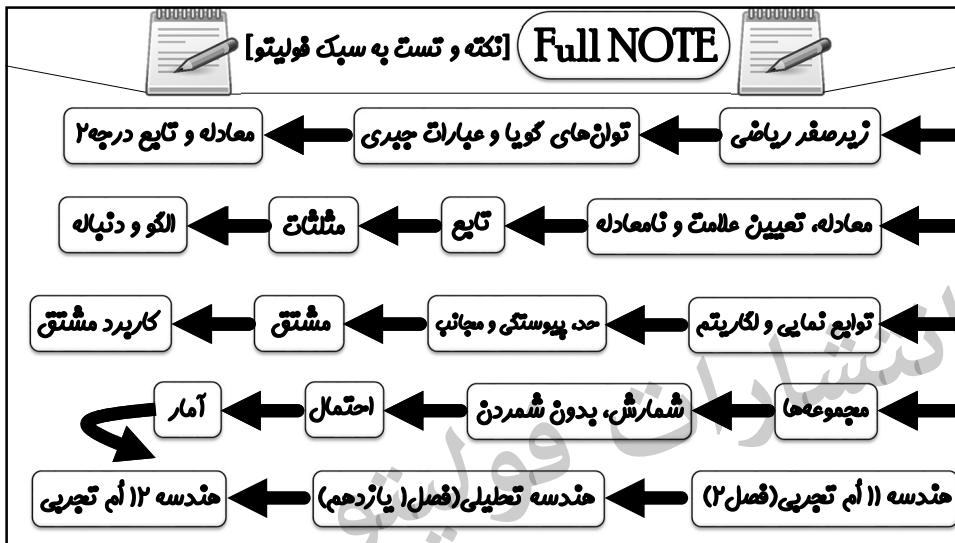 Full NOTE [نکته و تست به سبک فولیتو]
زیرصفر ریاضی توان‌های گویا و عبارات جبری معادله و تابع درجه۲
معادله، تعیین علامت و نامعادله تابع مثلثات الگو و دنباله
توابع نمایی و لگاریتم حد، پیوستگی و مجانب مشتق کاربرد مشتق
مجموعه‌ها شمارش، بدون شمردن احتمال آمار
هندسه ۱۱ اُم تجربی(فصل۲) هندسه تحلیلی(فصل۱ یازدهم) هندسه ۱۲ اُم تجربی
انتشارات فولیتو